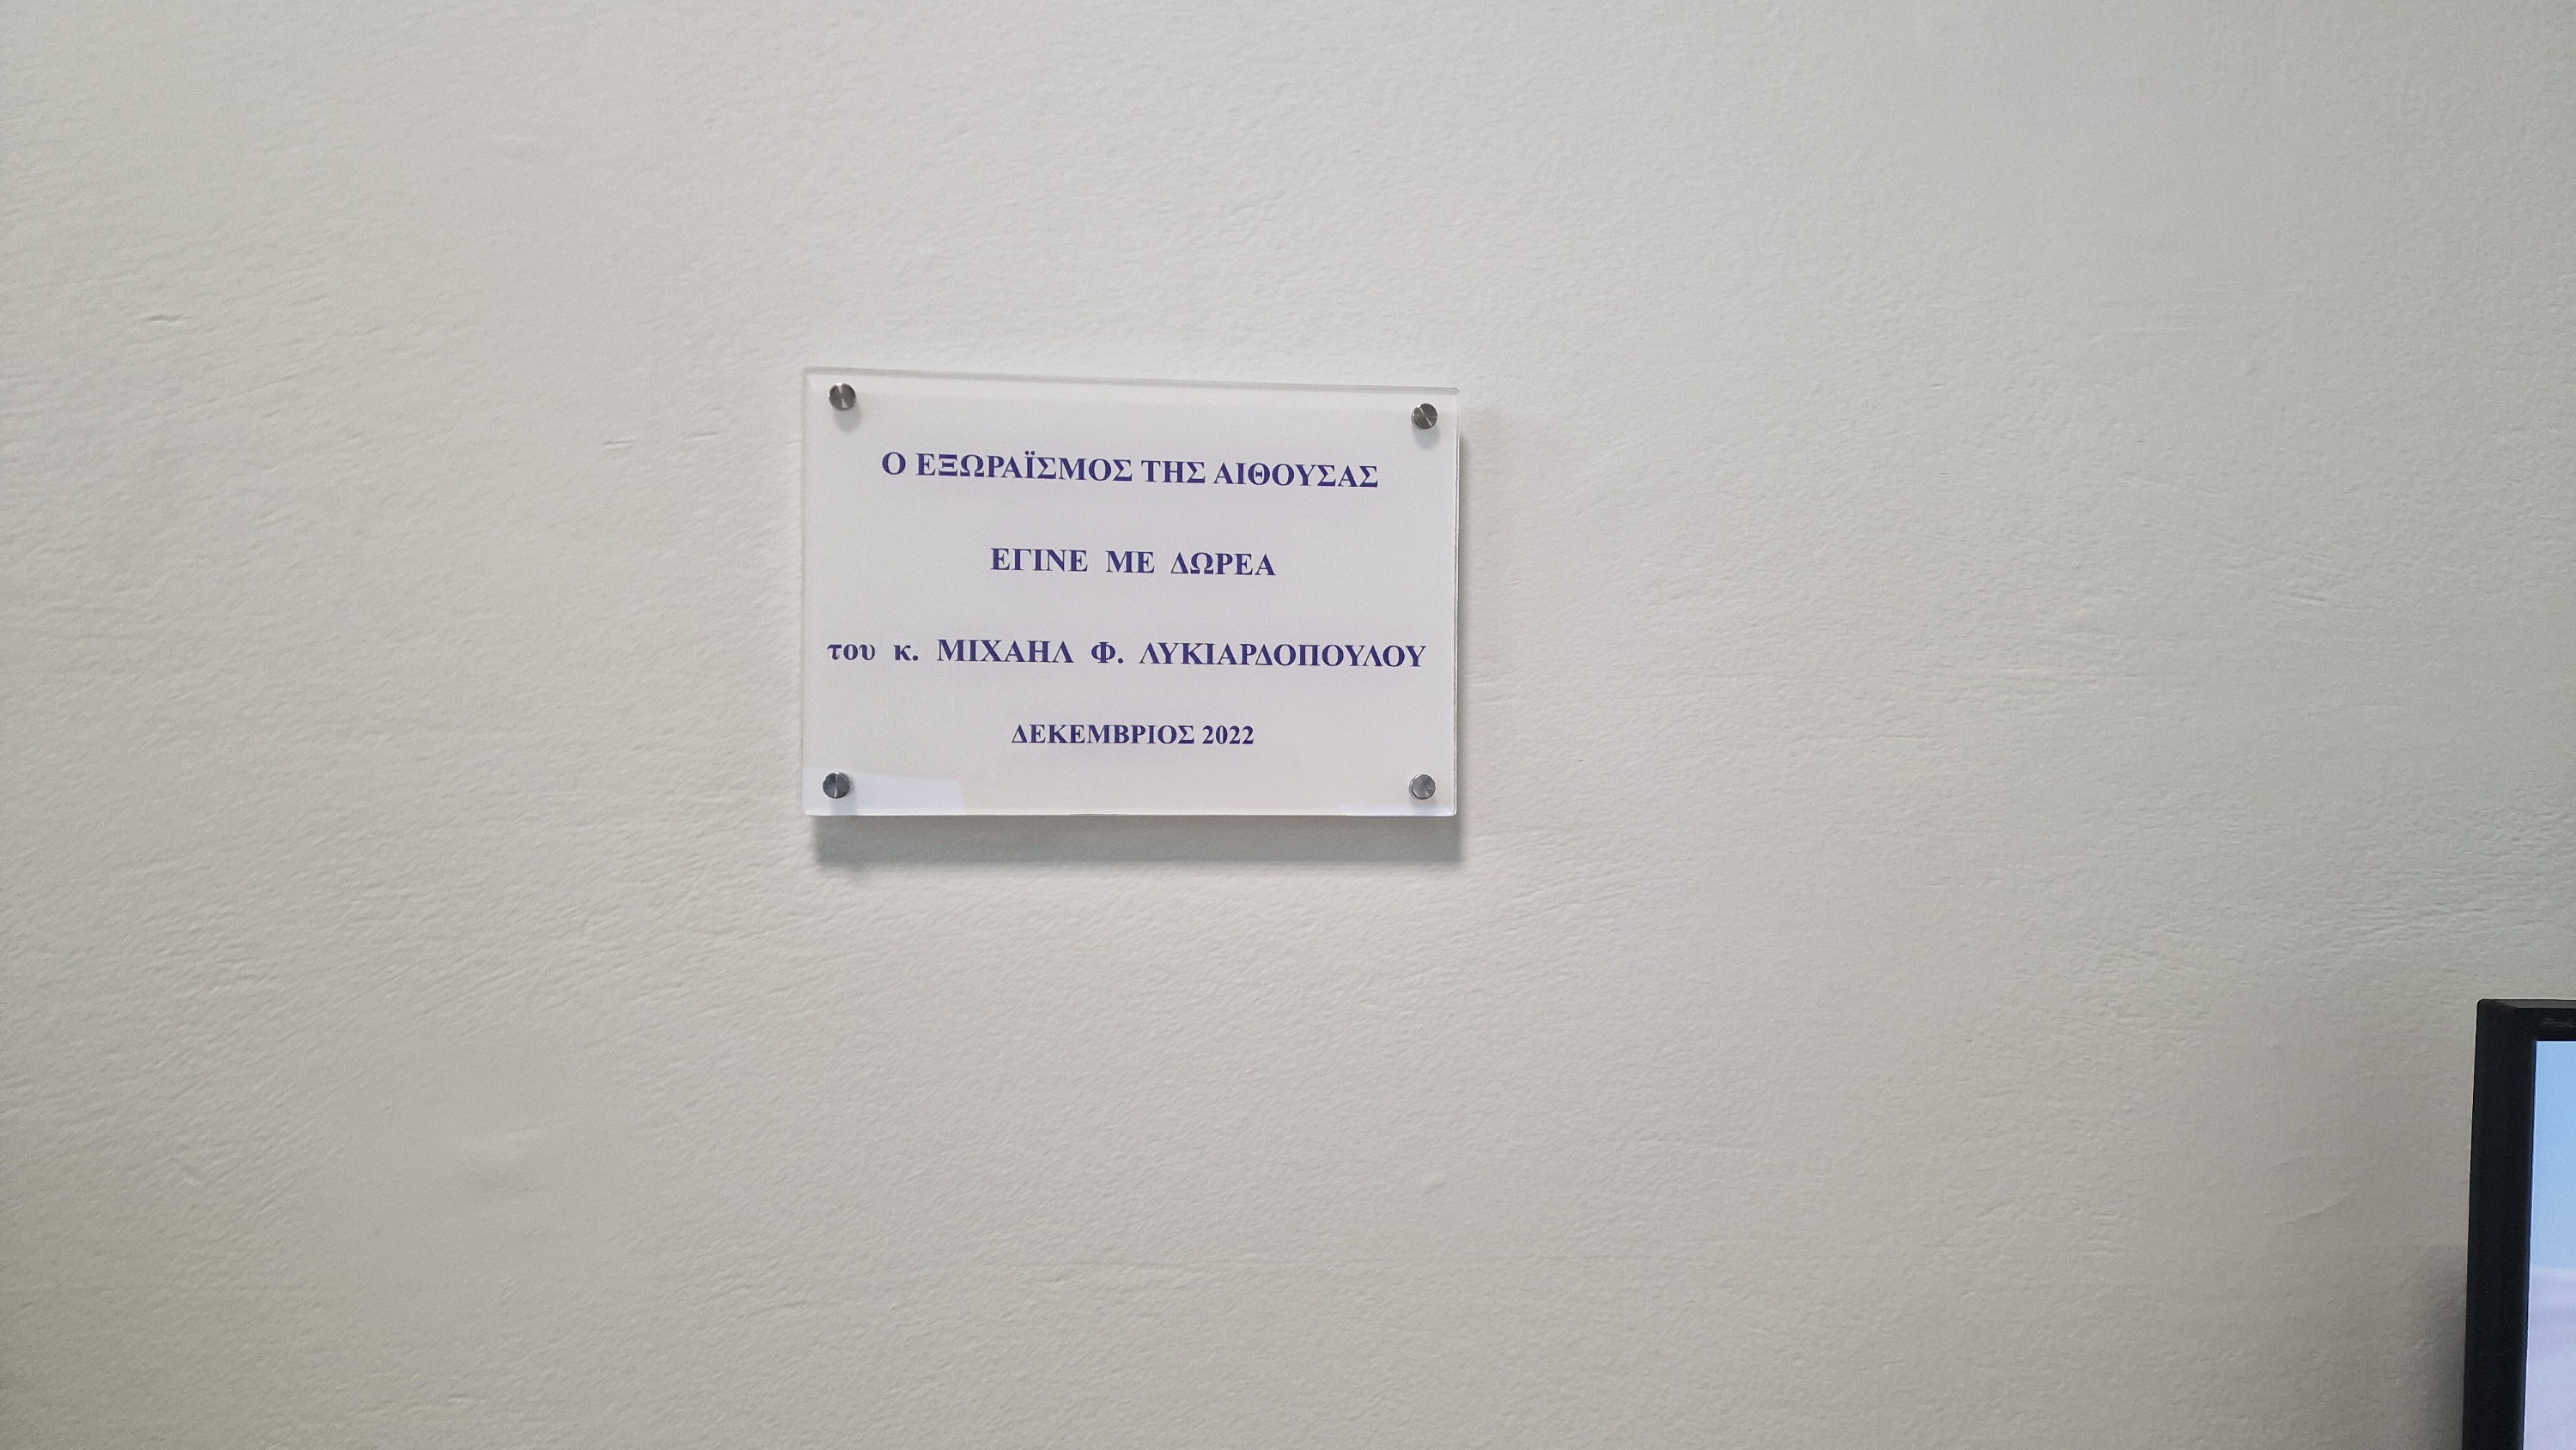 Ο ΕΞΩΡΑΪΣΜΟΣ ΤΗΣ ΑΙΘΟΥΣΑΣ
ΕΓΙΝΕ ΜΕ ΔΩΡΕΑ
του κ. ΜΙΧΑΗΛ Φ. ΛΥΚΙΑΡΔΟΠΟΥΛΟΥ
ΔΕΚΕΜΒΡΙΟΣ 2022